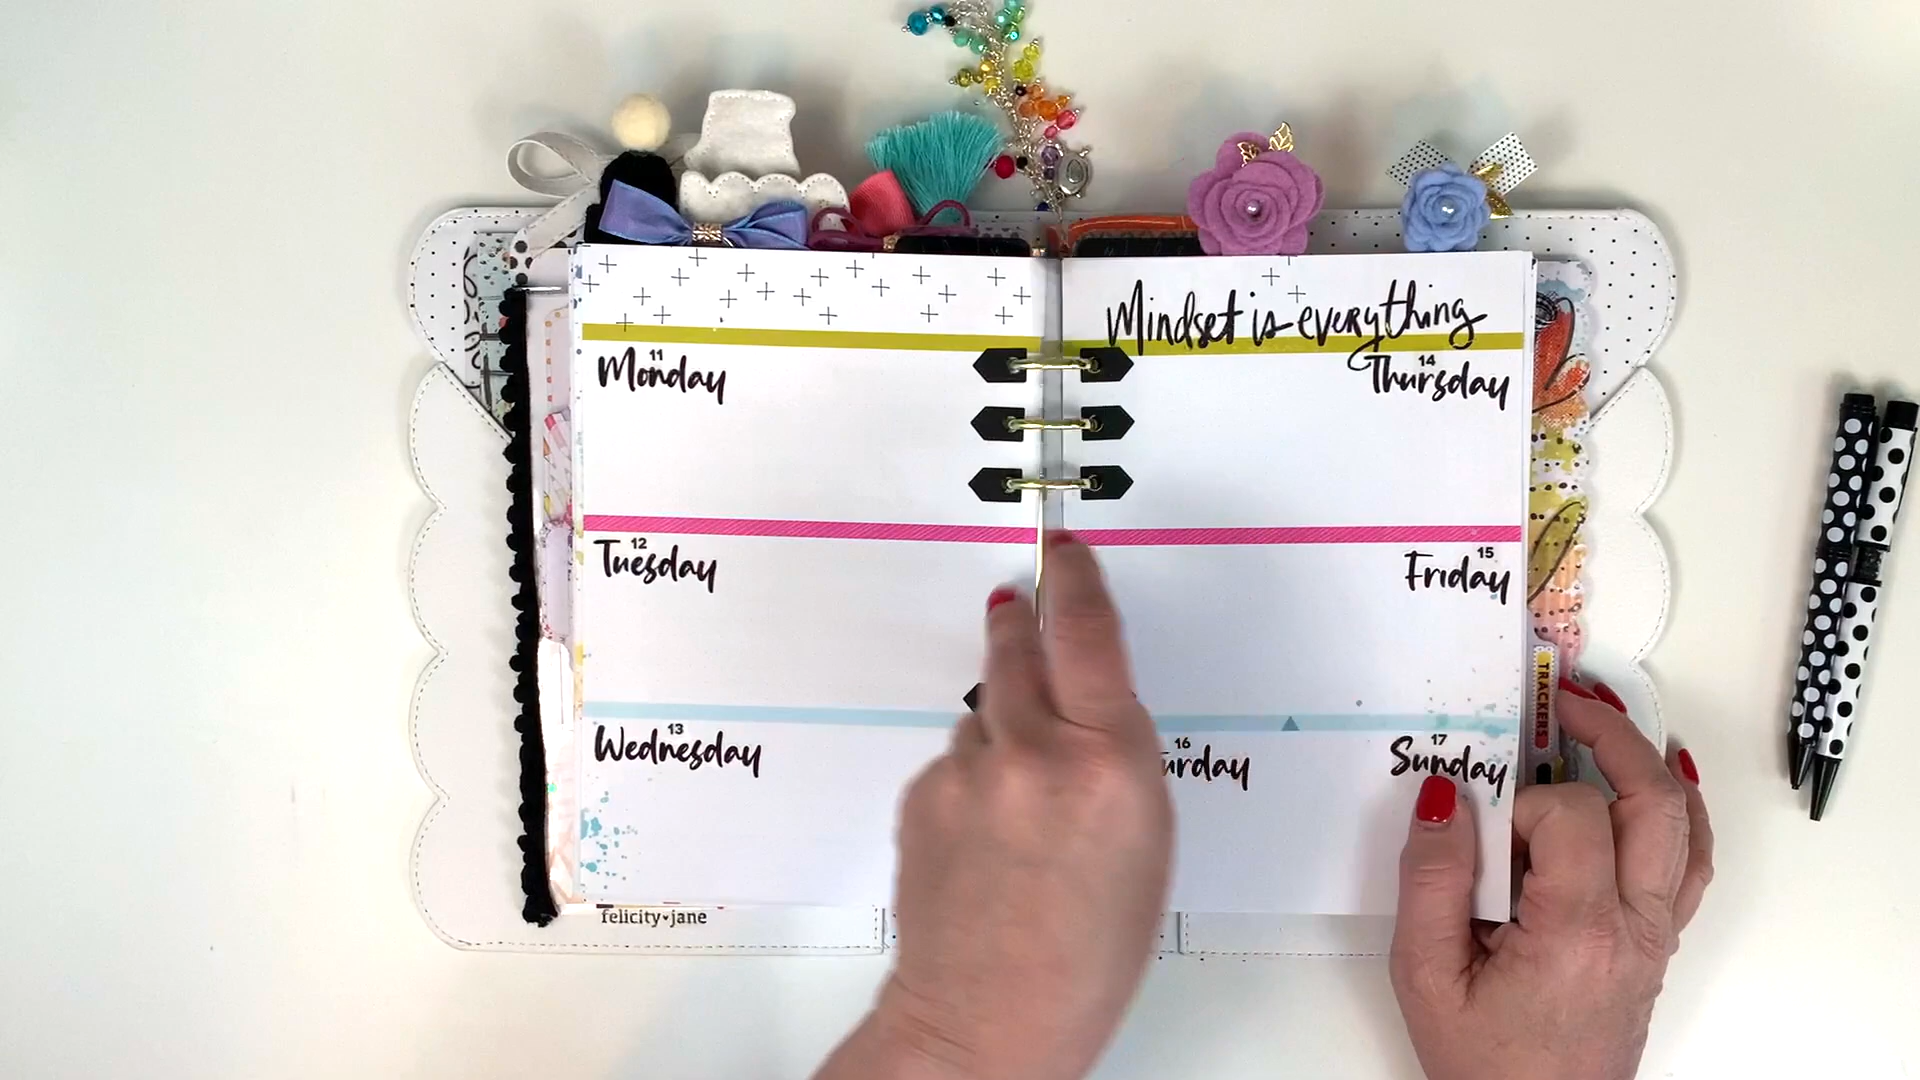 Mindset is everything
11
Monday
12
Tuesday
13
Wednesday
14
Thursday
15
Friday
16
urday
17
Sunday
TRACKERS
felicity jane